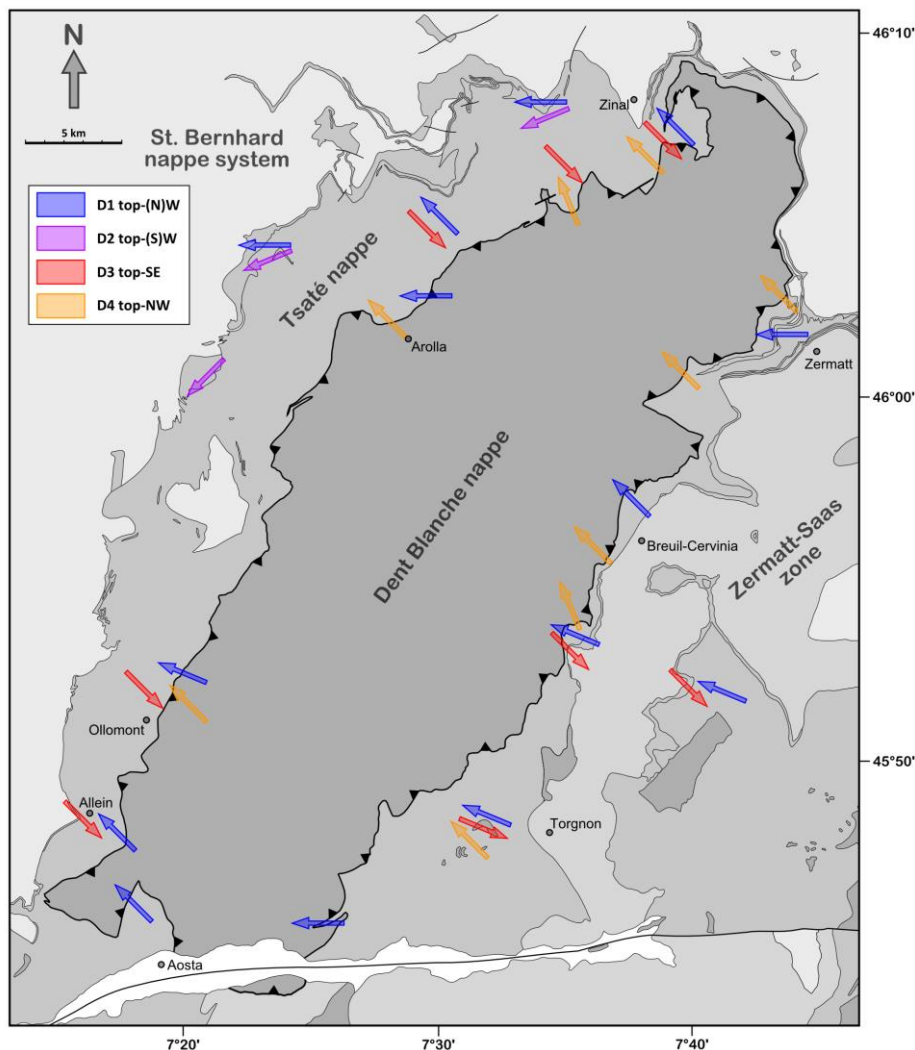 46°10'
N
Zinal
5 km
St. Bernhard
nappe system
D1 top-(N)W
D2 top-(S)W
D3 top-SE
D4 top-NW
Tsaté nappe
Arolla
Zermatt
46°00'
Dent Blanche nappe
Breuil-Cervinia
Zermatt-Saas
zone
Ollomont
45°50'
Allein
Torgnon
Aosta
7°20'
7°30'
7°40'